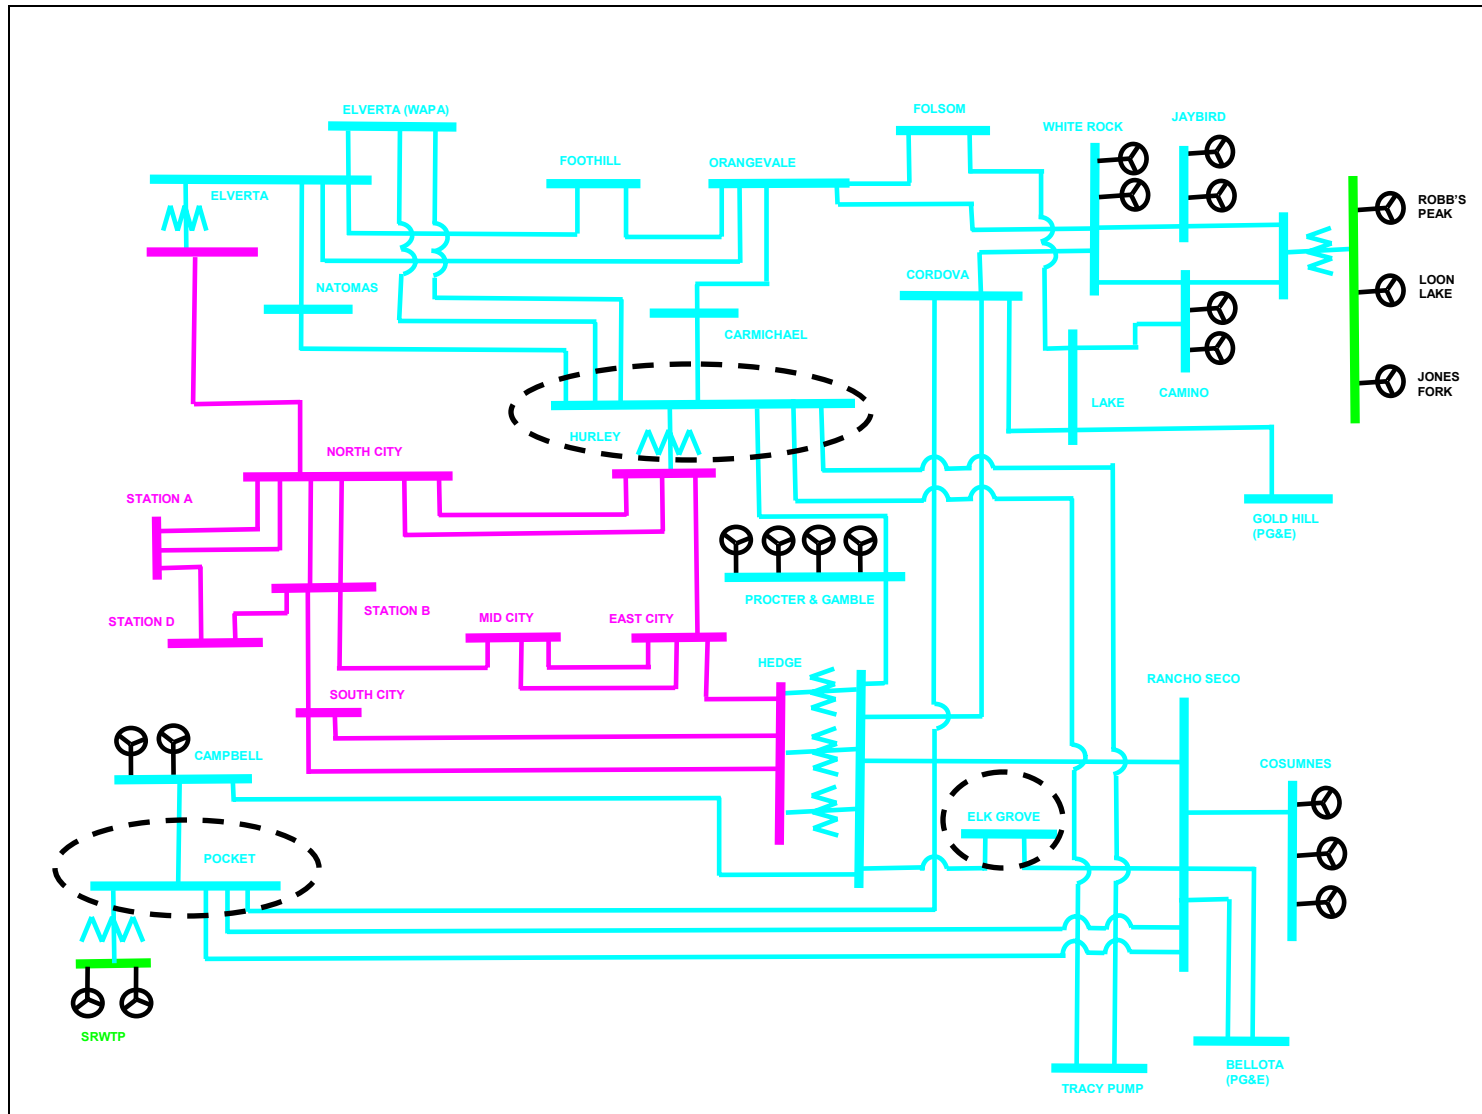 ELVERTA (WAPA)
FOLSOM
WHITE ROCK
JAYBIRD
FOOTHILL
ORANGEVALE
ELVERTA
ROBB'S
PEAK
NATOMAS
CORDOVA
LOON
LAKE
CARMICHAEL
JONES
FORK
CAMINO
LAKE
HURLEY
NORTH CITY
STATION A
GOLD HILL
(PG&E)
PROCTER & GAMBLE
STATION B
STATION D
MID CITY
EAST CITY
HEDGE
RANCHO SECO
SOUTH CITY
CAMPBELL
COSUMNES
ELK GROVE
POCKET
SRWTP
BELLOTA
(PG&E)
TRACY PUMP